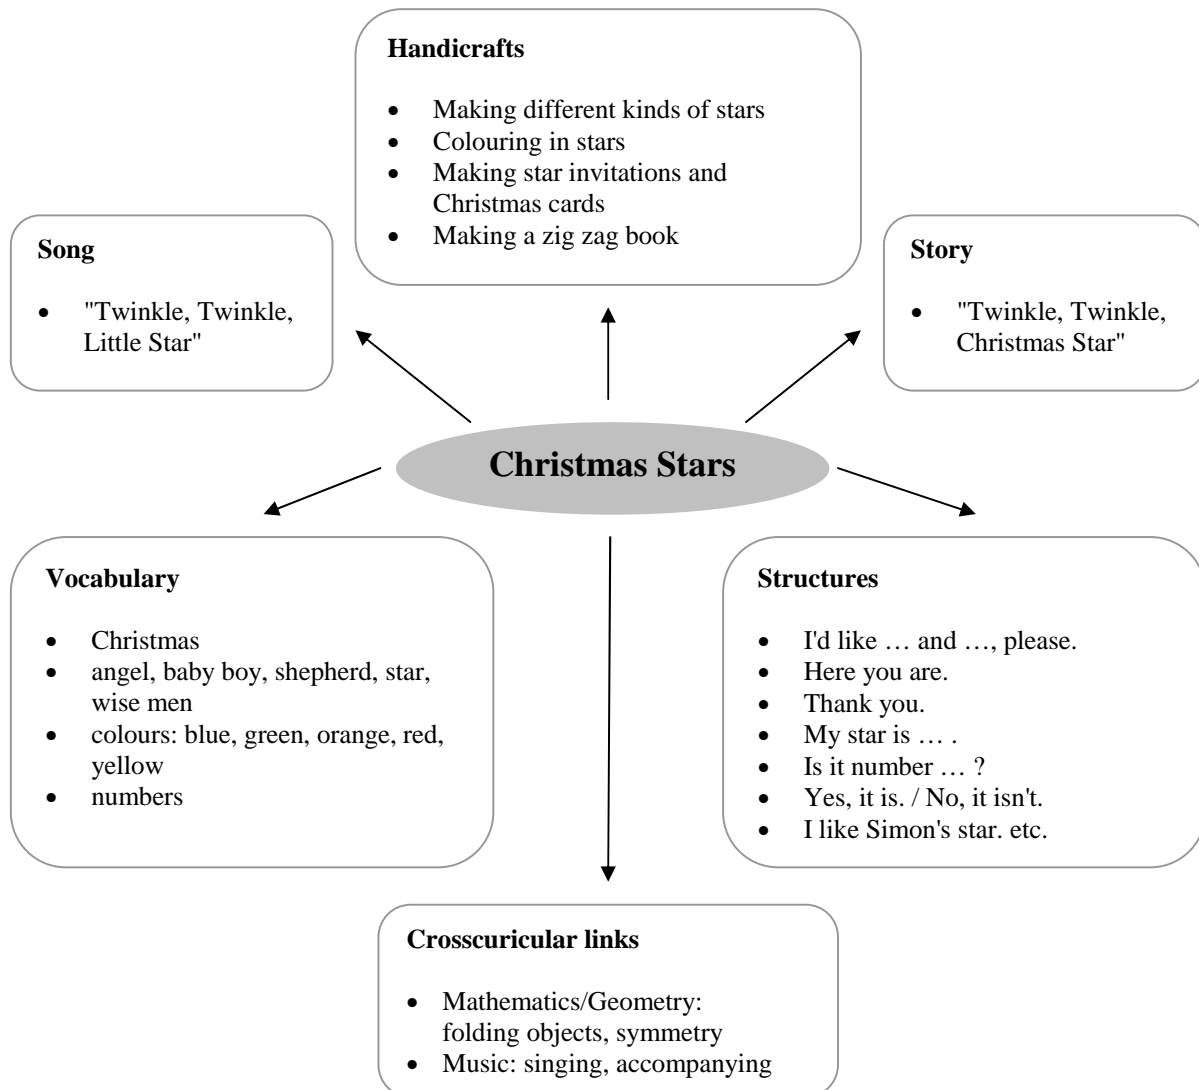 Handicrafts
• Making different kinds of stars
• Colouring in stars
• Making star invitations and
Christmas cards
• Making a zig zag book
Song
• "Twinkle, Twinkle,
Little Star"
Story
• "Twinkle, Twinkle,
Christmas Star"
Christmas Stars
Vocabulary
• Christmas
• angel, baby boy, shepherd, star,
wise men
• colours: blue, green, orange, red,
yellow
• numbers
Structures
• I'd like … and …, please.
• Here you are.
• Thank you.
• My star is … .
• Is it number … ?
• Yes, it is. / No, it isn't.
• I like Simon's star. etc.
Crosscuricular links
• Mathematics/Geometry:
folding objects, symmetry
• Music: singing, accompanying